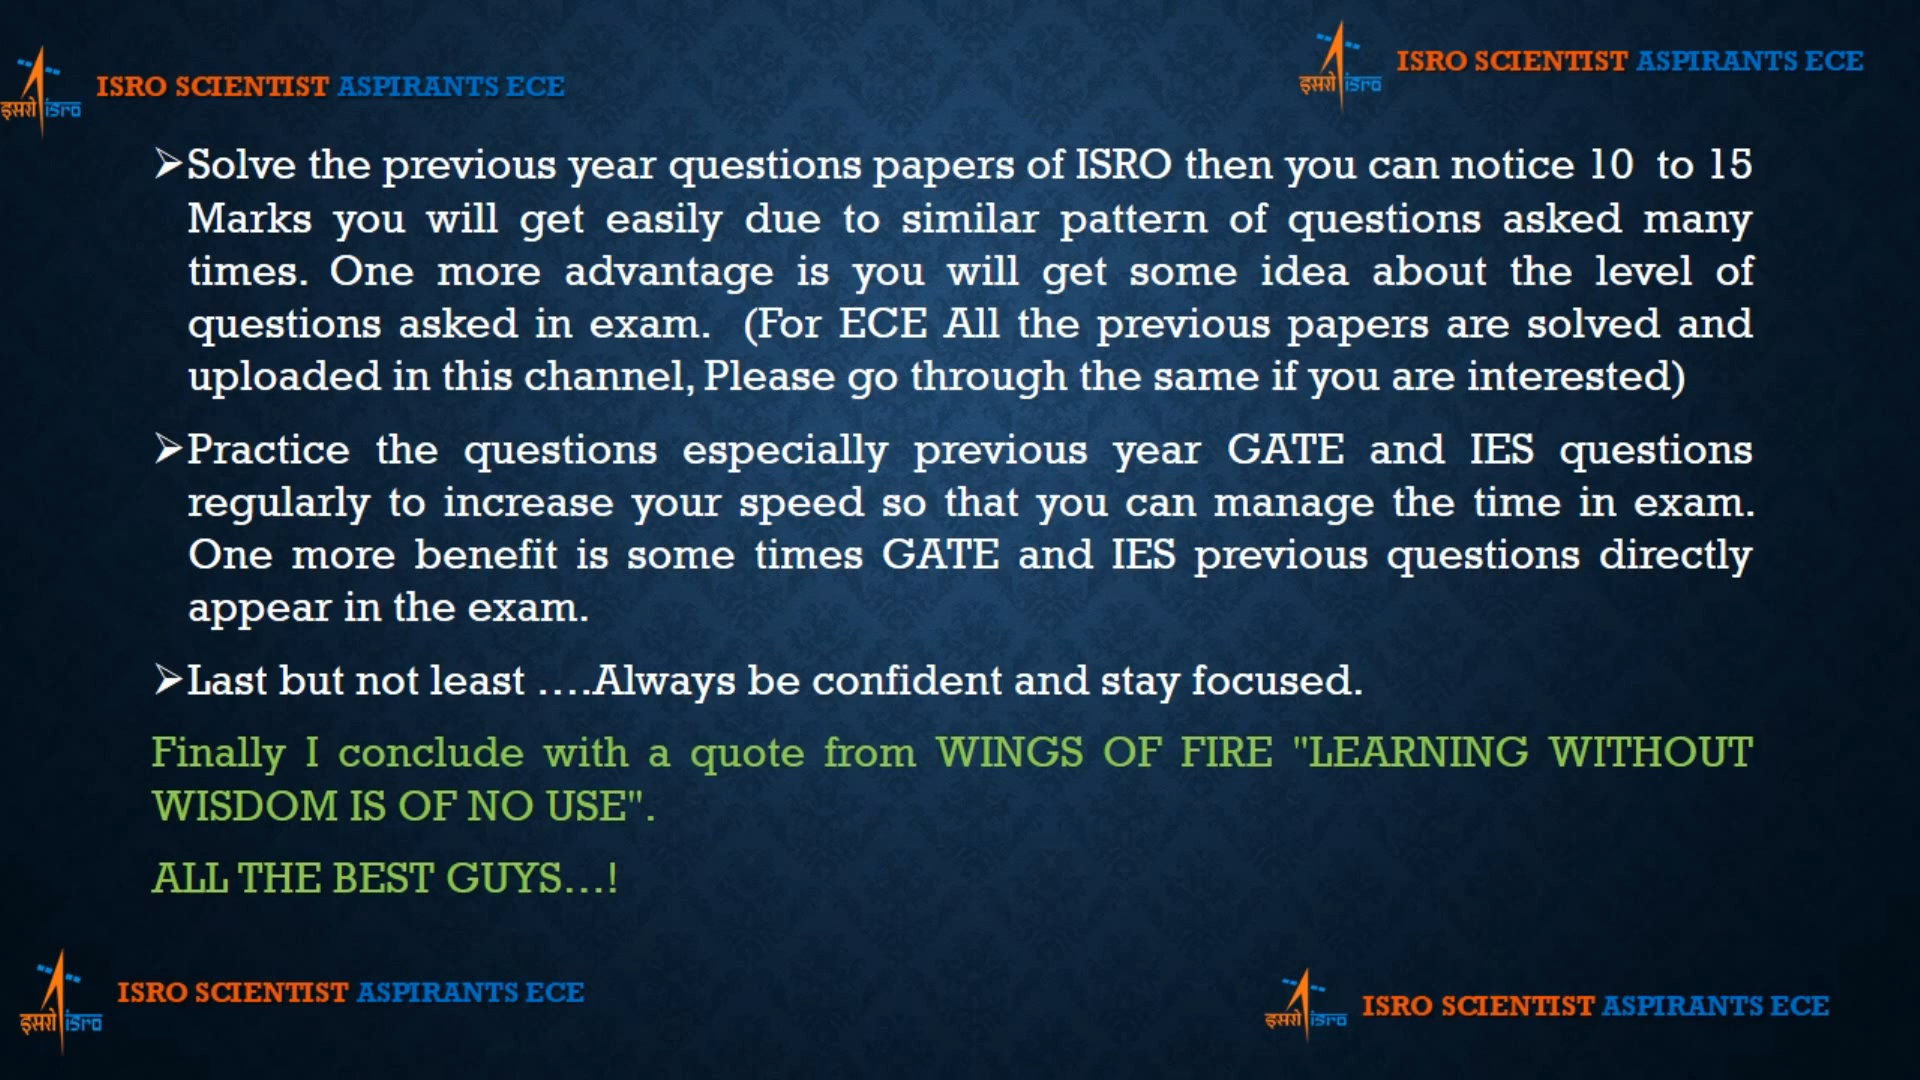 इसरो isro ISRO SCIENTIST ASPIRANTS ECE
इसरो isro ISRO SCIENTIST ASPIRANTS ECE
➢Solve the previous year questions papers of ISRO then you can notice 10 to 15
Marks you will get easily due to similar pattern of questions asked many
times. One more advantage is you will get some idea about the level of
questions asked in exam. (For ECE All the previous papers are solved and
uploaded in this channel, Please go through the same if you are interested)
➢Practice the questions especially previous year GATE and IES questions
regularly to increase your speed so that you can manage the time in exam.
One more benefit is some times GATE and IES previous questions directly
appear in the exam.
➢Last but not least ….Always be confident and stay focused.
Finally I conclude with a quote from WINGS OF FIRE "LEARNING WITHOUT
WISDOM IS OF NO USE".
ALL THE BEST GUYS…!
इसरो isro ISRO SCIENTIST ASPIRANTS ECE
इसरो isro ISRO SCIENTIST ASPIRANTS ECE